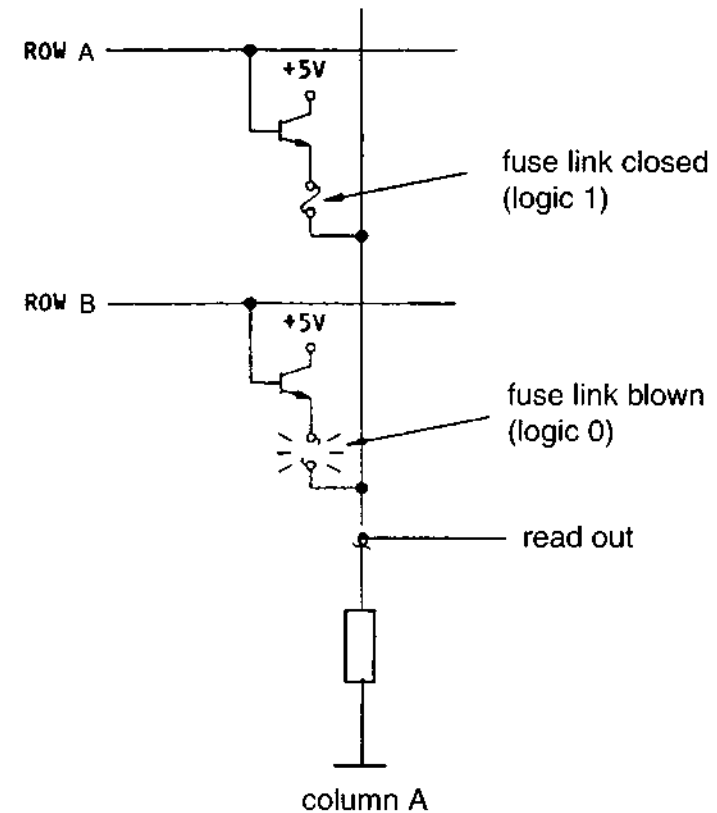 ROW A
+5V
fuse link closed
(logic 1)
ROW B
+5V
fuse link blown
(logic 0)
read out
column A